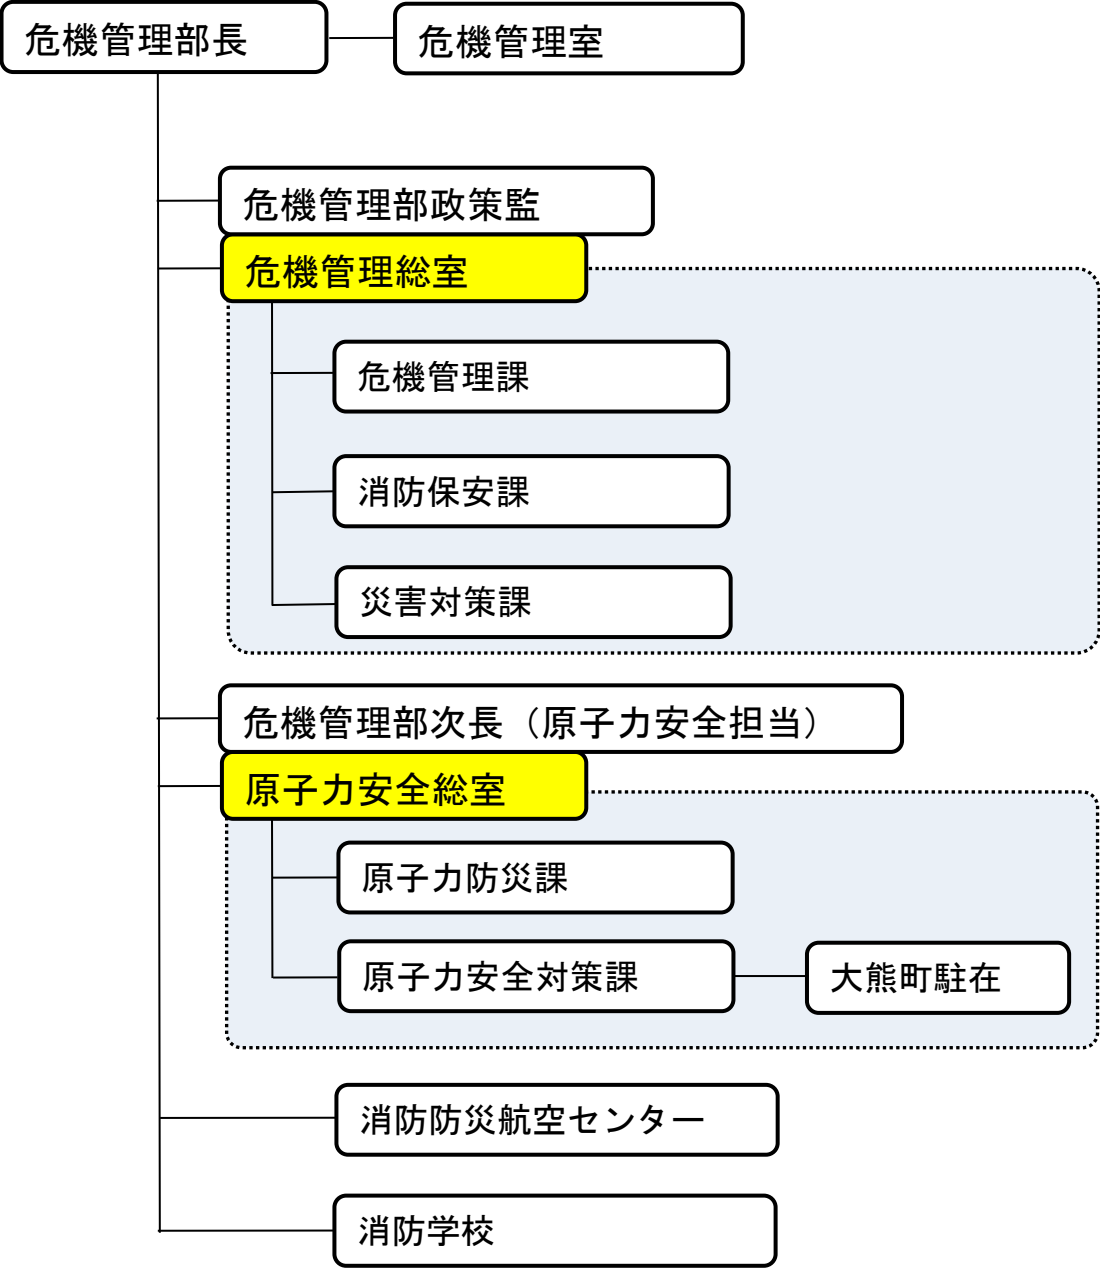 危機管理部長
危機管理室
危機管理部政策監
危機管理総室
危機管理課
消防保安課
災害対策課
危機管理部次長（原子力安全担当）
原子力安全総室
原子力防災課
原子力安全対策課
大熊町駐在
消防防災航空センター
消防学校